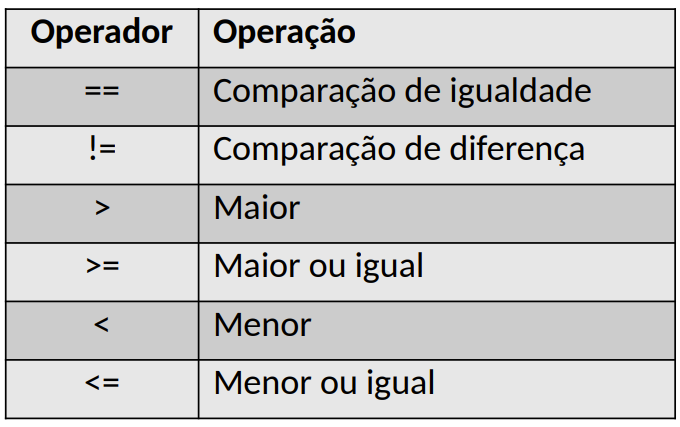 Operador Operação
== Comparação de igualdade
!= Comparação de diferença
> Maior
>= Maior ou igual
< Menor
<= Menor ou igual